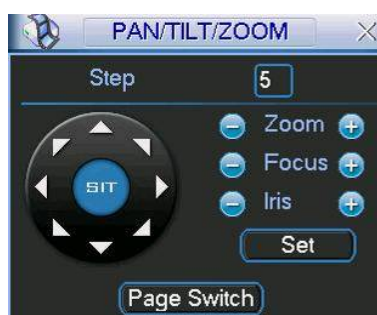 PAN/TILT/ZOOM
Step 5
Zoom
Focus
SIT
Iris
Set
Page Switch